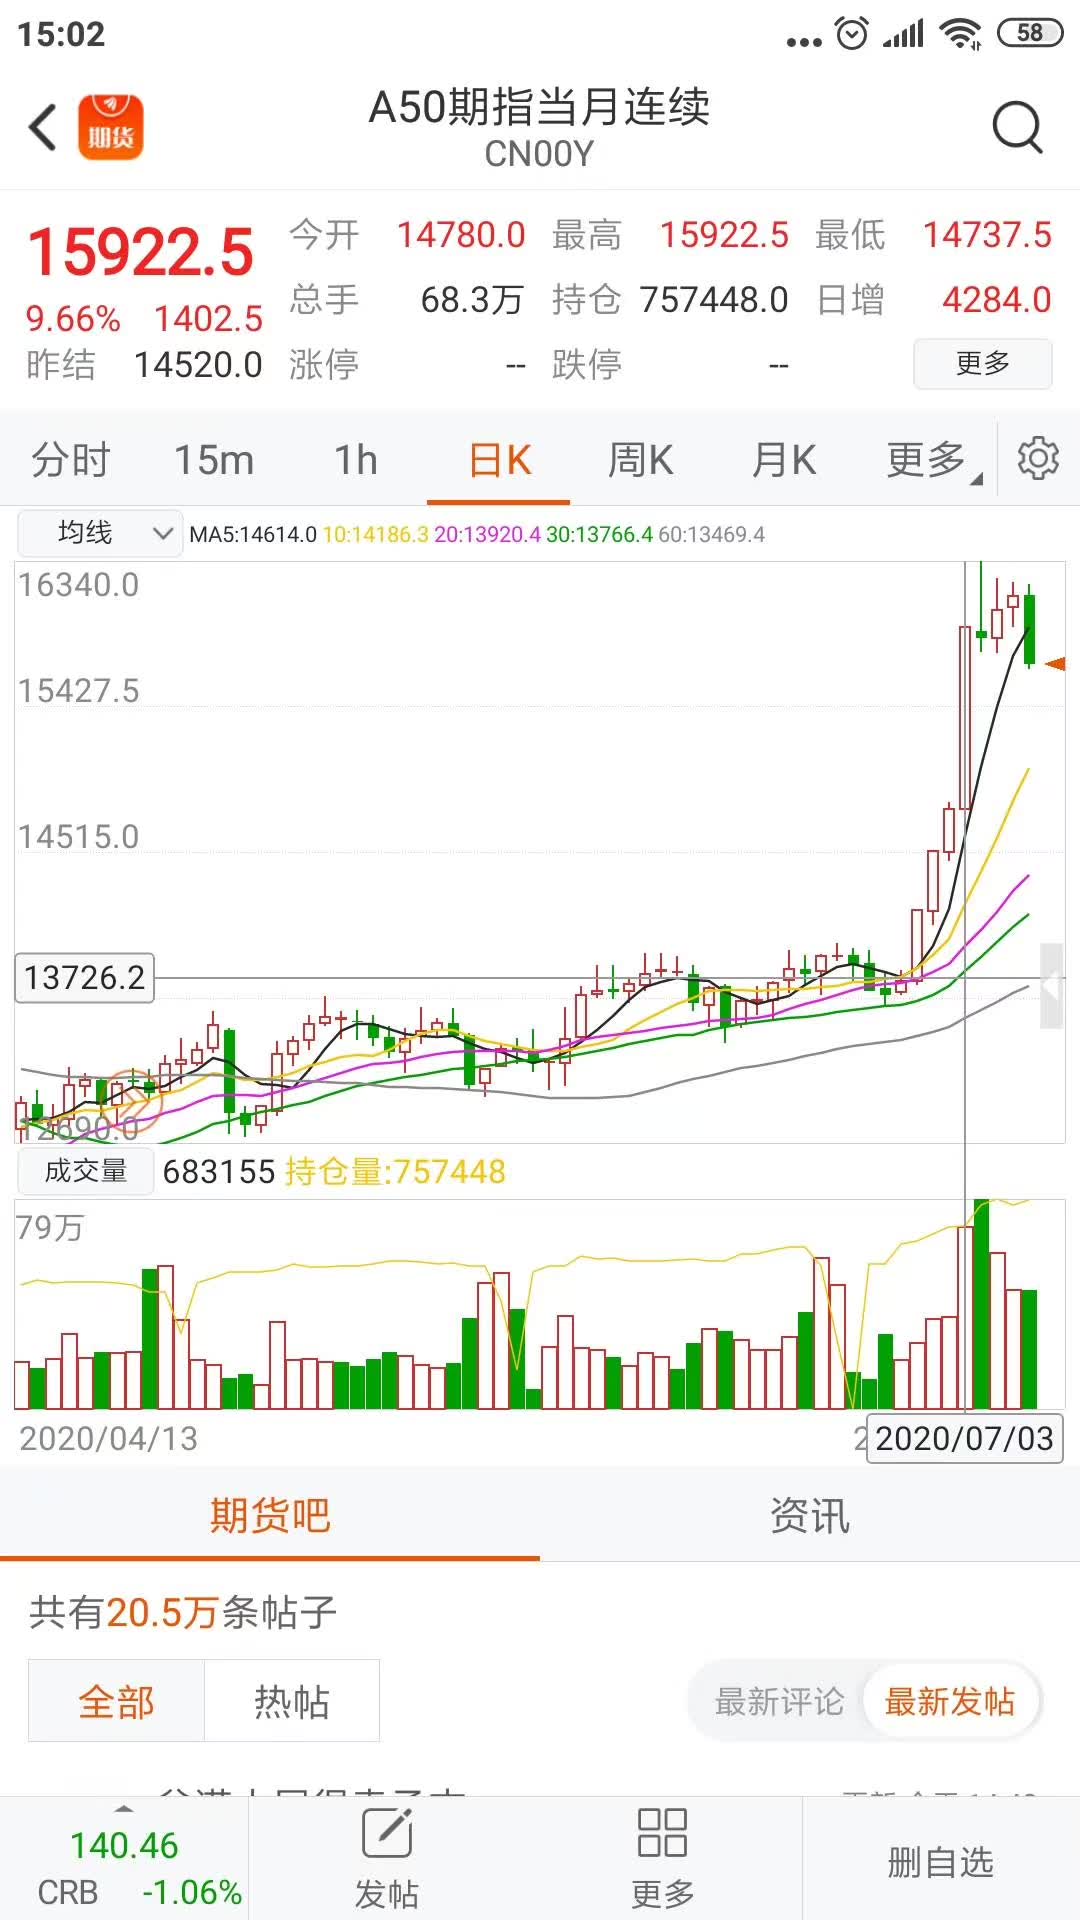 15:02
58
期货
A50期指当月连续
CN00Y
15922.5
今开 14780.0 最高 15922.5 最低 14737.5
9.66% 1402.5
总手 68.3万 持仓 757448.0 日增 4284.0
昨结 14520.0 涨停 -- 跌停 --
更多
分时 15m 1h 日K 周K 月K 更多
均线 MA5:14614.0 10:14186.3 20:13920.4 30:13766.4 60:13469.4
16340.0
15427.5
14515.0
13726.2
12690.0
成交量 683155 持仓量:757448
79万
2020/04/13
2020/07/03
期货吧 资讯
共有20.5万条帖子
全部 热帖 最新评论 最新发帖
140.46
CRB -1.06%
发帖 更多 删自选